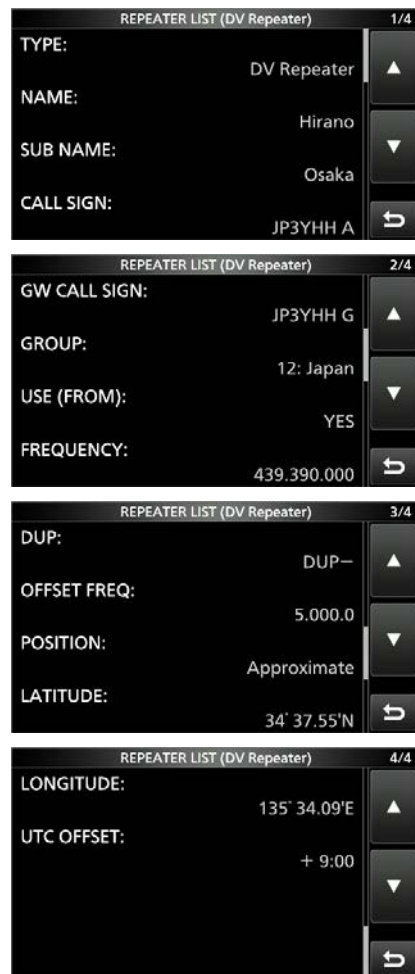 REPEATER LIST (DV Repeater) 1/4
TYPE:
DV Repeater
NAME:
Hirano
SUB NAME:
Osaka
CALL SIGN:
JP3YHH A
REPEATER LIST (DV Repeater) 2/4
GW CALL SIGN:
JP3YHH G
GROUP:
12: Japan
USE (FROM):
YES
FREQUENCY:
439.390.000
REPEATER LIST (DV Repeater) 3/4
DUP:
DUP–
OFFSET FREQ:
5.000.0
POSITION:
Approximate
LATITUDE:
34° 37.55'N
REPEATER LIST (DV Repeater) 4/4
LONGITUDE:
135° 34.09'E
UTC OFFSET:
+ 9:00